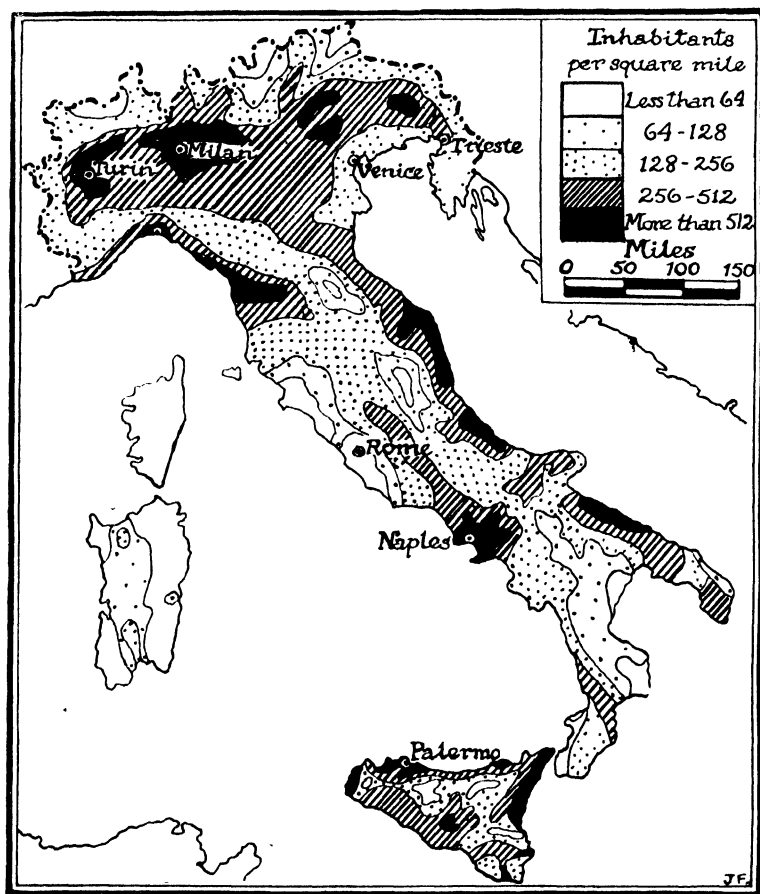 Inhabitants
per square mile
Less than 64
64-128
128-256
256-512
More than 512
Miles
0 50 100 150
Milan
Turin
Venice
Trieste
Rome
Naples
Palermo
J.F.